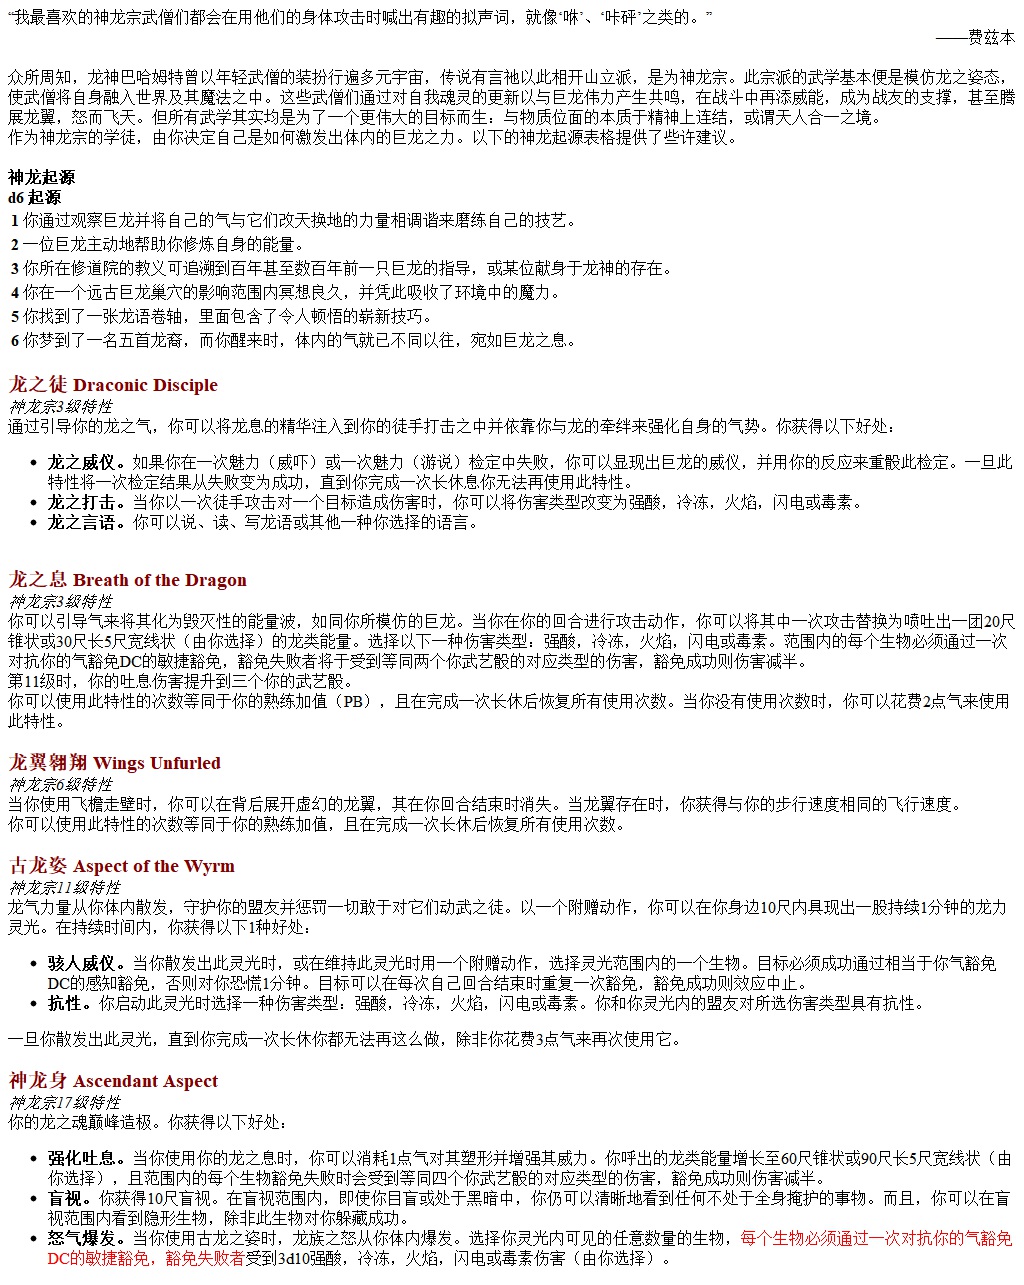 “我最喜欢的神龙宗武僧们都会在用他们的身体攻击时喊出有趣的拟声词，就像‘咻’、‘咔砰’之类的。”
——费兹本
众所周知，龙神巴哈姆特曾以年轻武僧的装扮行遍多元宇宙，传说有言祂以此相开山立派，是为神龙宗。此宗派的武学基本便是模仿龙之姿态，
使武僧将自身融入世界及其魔法之中。这些武僧们通过对自我魂灵的更新以与巨龙伟力产生共鸣，在战斗中再添威能，成为战友的支撑，甚至腾
展龙翼，怒而飞天。但所有武学其实均是为了一个更伟大的目标而生：与物质位面的本质于精神上连结，或谓天人合一之境。
作为神龙宗的学徒，由你决定自己是如何激发出体内的巨龙之力。以下的神龙起源表格提供了些许建议。
神龙起源
d6 起源
1 你通过观察巨龙并将自己的气与它们改天换地的力量相调谐来磨练自己的技艺。
2 一位巨龙主动地帮助你修炼自身的能量。
3 你所在修道院的教义可追溯到百年甚至数百年前一只巨龙的指导，或某位献身于龙神的存在。
4 你在一个远古巨龙巢穴的影响范围内冥想良久，并凭此吸收了环境中的魔力。
5 你找到了一张龙语卷轴，里面包含了令人顿悟的崭新技巧。
6 你梦到了一名五首龙裔，而你醒来时，体内的气就已不同以往，宛如巨龙之息。
龙之徒 Draconic Disciple
神龙宗3级特性
通过引导你的龙之气，你可以将龙息的精华注入到你的徒手打击之中并依靠你与龙的牵绊来强化自身的气势。你获得以下好处：
• 龙之威仪。如果你在一次魅力（威吓）或一次魅力（游说）检定中失败，你可以显现出巨龙的威仪，并用你的反应来重骰此检定。一旦此
特性将一次检定结果从失败变为成功，直到你完成一次长休息你无法再使用此特性。
• 龙之打击。当你以一次徒手攻击对一个目标造成伤害时，你可以将伤害类型改变为强酸，冷冻，火焰，闪电或毒素。
• 龙之言语。你可以说、读、写龙语或其他一种你选择的语言。
龙之息 Breath of the Dragon
神龙宗3级特性
你可以引导气来将其化为毁灭性的能量波，如同你所模仿的巨龙。当你在你的回合进行攻击动作，你可以将其中一次攻击替换为喷吐出一团20尺
锥状或30尺长5尺宽线状（由你选择）的龙类能量。选择以下一种伤害类型：强酸，冷冻，火焰，闪电或毒素。范围内的每个生物必须通过一次
对抗你的气豁免DC的敏捷豁免，豁免失败者将于受到等同两个你武艺骰的对应类型的伤害，豁免成功则伤害减半。
第11级时，你的吐息伤害提升到三个你的武艺骰。
你可以使用此特性的次数等同于你的熟练加值（PB），且在完成一次长休后恢复所有使用次数。当你没有使用次数时，你可以花费2点气来使用
此特性。
龙翼翱翔 Wings Unfurled
神龙宗6级特性
当你使用飞檐走壁时，你可以在背后展开虚幻的龙翼，其在你回合结束时消失。当龙翼存在时，你获得与你的步行速度相同的飞行速度。
你可以使用此特性的次数等同于你的熟练加值，且在完成一次长休后恢复所有使用次数。
古龙姿 Aspect of the Wyrm
神龙宗11级特性
龙气力量从你体内散发，守护你的盟友并惩罚一切敢于对它们动武之徒。以一个附赠动作，你可以在你身边10尺内具现出一股持续1分钟的龙力
灵光。在持续时间内，你获得以下1种好处：
• 骇人威仪。当你散发出此灵光时，或在维持此灵光时用一个附赠动作，选择灵光范围内的一个生物。目标必须成功通过相当于你气豁免
DC的感知豁免，否则对你恐慌1分钟。目标可以在每次自己回合结束时重复一次豁免，豁免成功则效应中止。
• 抗性。你启动此灵光时选择一种伤害类型：强酸，冷冻，火焰，闪电或毒素。你和你灵光内的盟友对所选伤害类型具有抗性。
一旦你散发出此灵光，直到你完成一次长休你都无法再这么做，除非你花费3点气来再次使用它。
神龙身 Ascendant Aspect
神龙宗17级特性
你的龙之魂巅峰造极。你获得以下好处：
• 强化吐息。当你使用你的龙之息时，你可以消耗1点气对其塑形并增强其威力。你呼出的龙类能量增长至60尺锥状或90尺长5尺宽线状（由
你选择），且范围内的每个生物豁免失败时会受到等同四个你武艺骰的对应类型的伤害，豁免成功则伤害减半。
• 盲视。你获得10尺盲视。在盲视范围内，即使你目盲或处于黑暗中，你仍可以清晰地看到任何不处于全身掩护的事物。而且，你可以在盲
视范围内看到隐形生物，除非此生物对你躲藏成功。
• 怒气爆发。当你使用古龙之姿时，龙族之怒从你体内爆发。选择你灵光内可见的任意数量的生物，每个生物必须通过一次对抗你的气豁免
DC的敏捷豁免，豁免失败者受到3d10强酸，冷冻，火焰，闪电或毒素伤害（由你选择）。